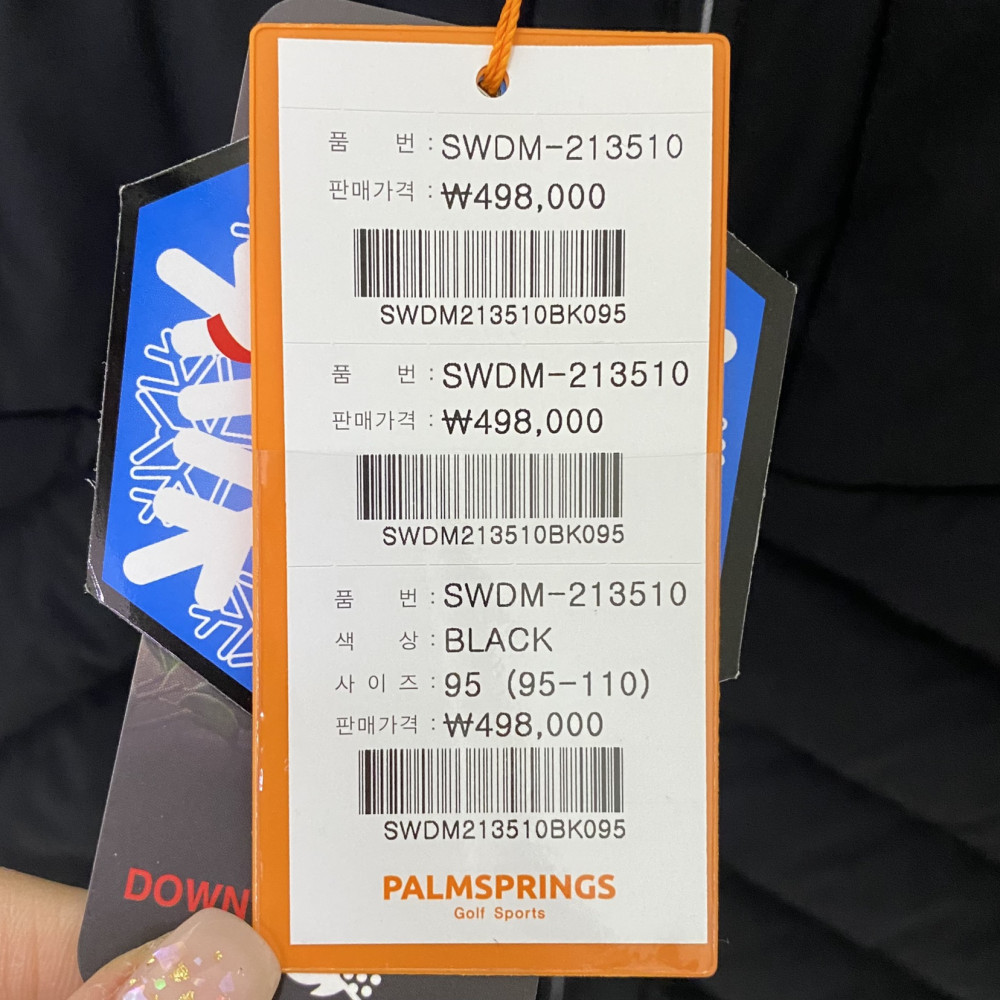 품 번 : SWDM-213510
판매가격 : ₩498,000
SWDM213510BK095
품 번 : SWDM-213510
판매가격 : ₩498,000
SWDM213510BK095
품 번 : SWDM-213510
색 상 : BLACK
사 이 즈 : 95 (95-110)
판매가격 : ₩498,000
SWDM213510BK095
PALMSPRINGS
Golf Sports
DOWN